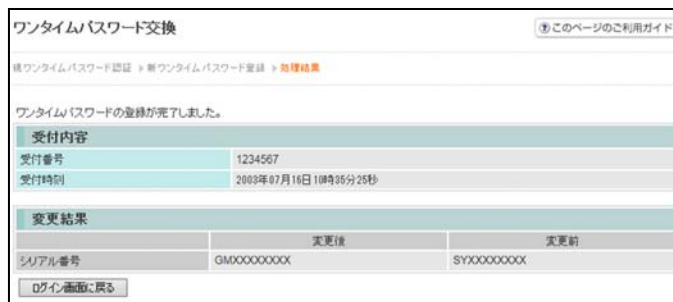 ワンタイムパスワード交換
?このページのご利用ガイド
現ワンタイムパスワード認証 > 新ワンタイムパスワード登録 > 処理結果
ワンタイムパスワードの登録が完了しました。
受付内容
受付番号 1234567
受付時刻 2003年07月16日10時35分25秒
変更結果
変更後 変更前
シリアル番号 GMXXXXXXXX SYXXXXXXXX
ログイン画面に戻る